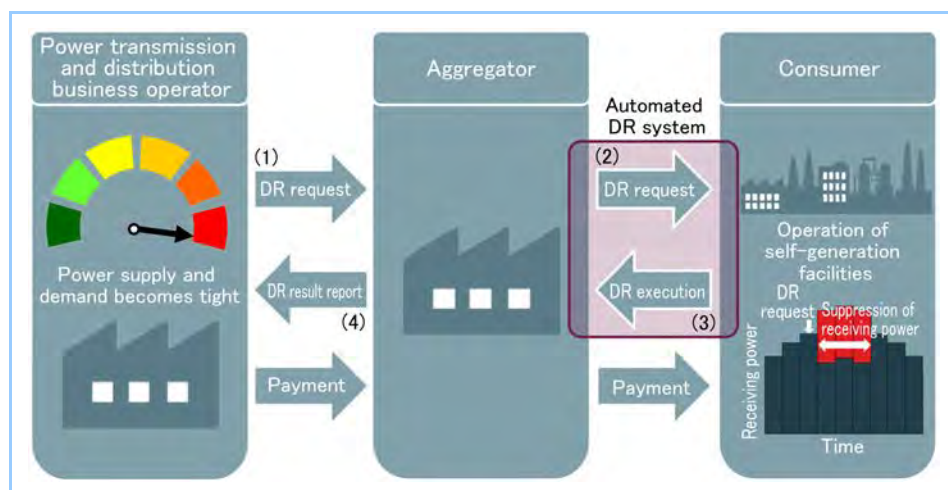 Power transmission
and distribution
business operator
Aggregator
Consumer
Automated
DR system
(1)
DR request
(2)
DR request
Power supply and
demand becomes tight
DR result report
(4)
DR execution
(3)
Operation of
self-generation
facilities
DR
request
Suppression of
receiving power
Receiving power
Time
Payment
Payment